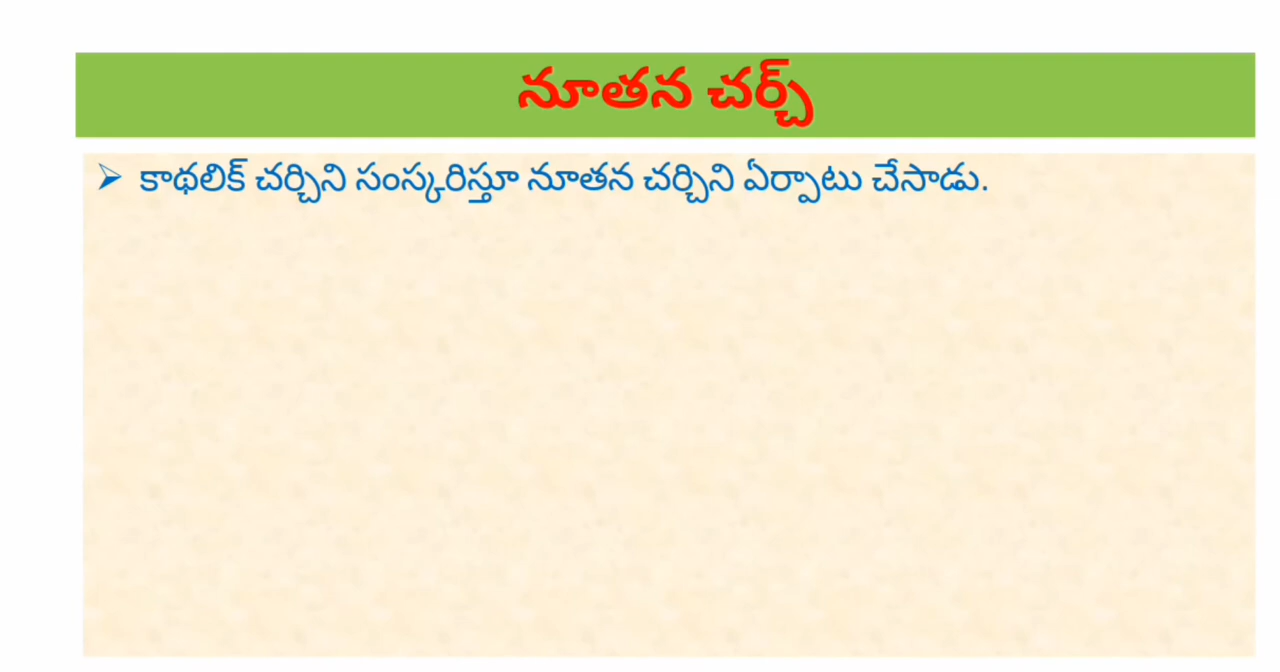 నూతన చర్చ్
➢ కాథలిక్ చర్చిని సంస్కరిస్తూ నూతన చర్చిని ఏర్పాటు చేసాడు.